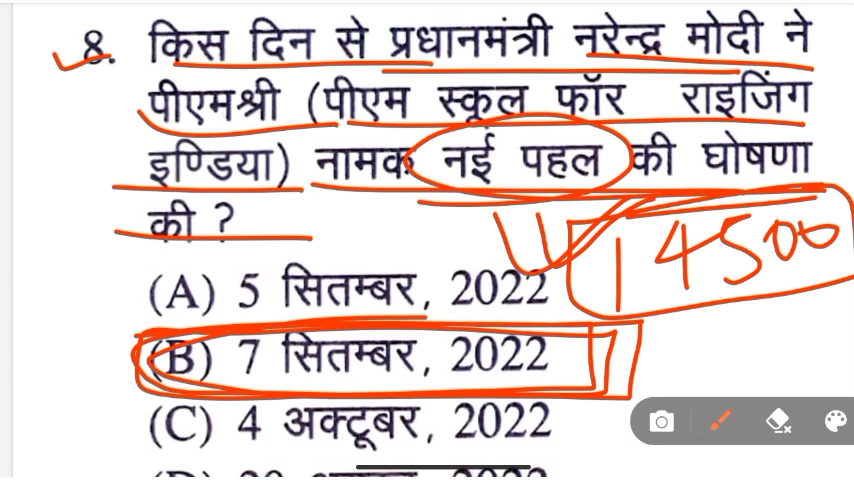 8. किस दिन से प्रधानमंत्री नरेन्द्र मोदी ने
पीएमश्री (पीएम स्कूल फॉर राइजिंग
इण्डिया) नामक नई पहल की घोषणा
की ?
14500
(A) 5 सितम्बर, 2022
(B) 7 सितम्बर, 2022
(C) 4 अक्टूबर, 2022